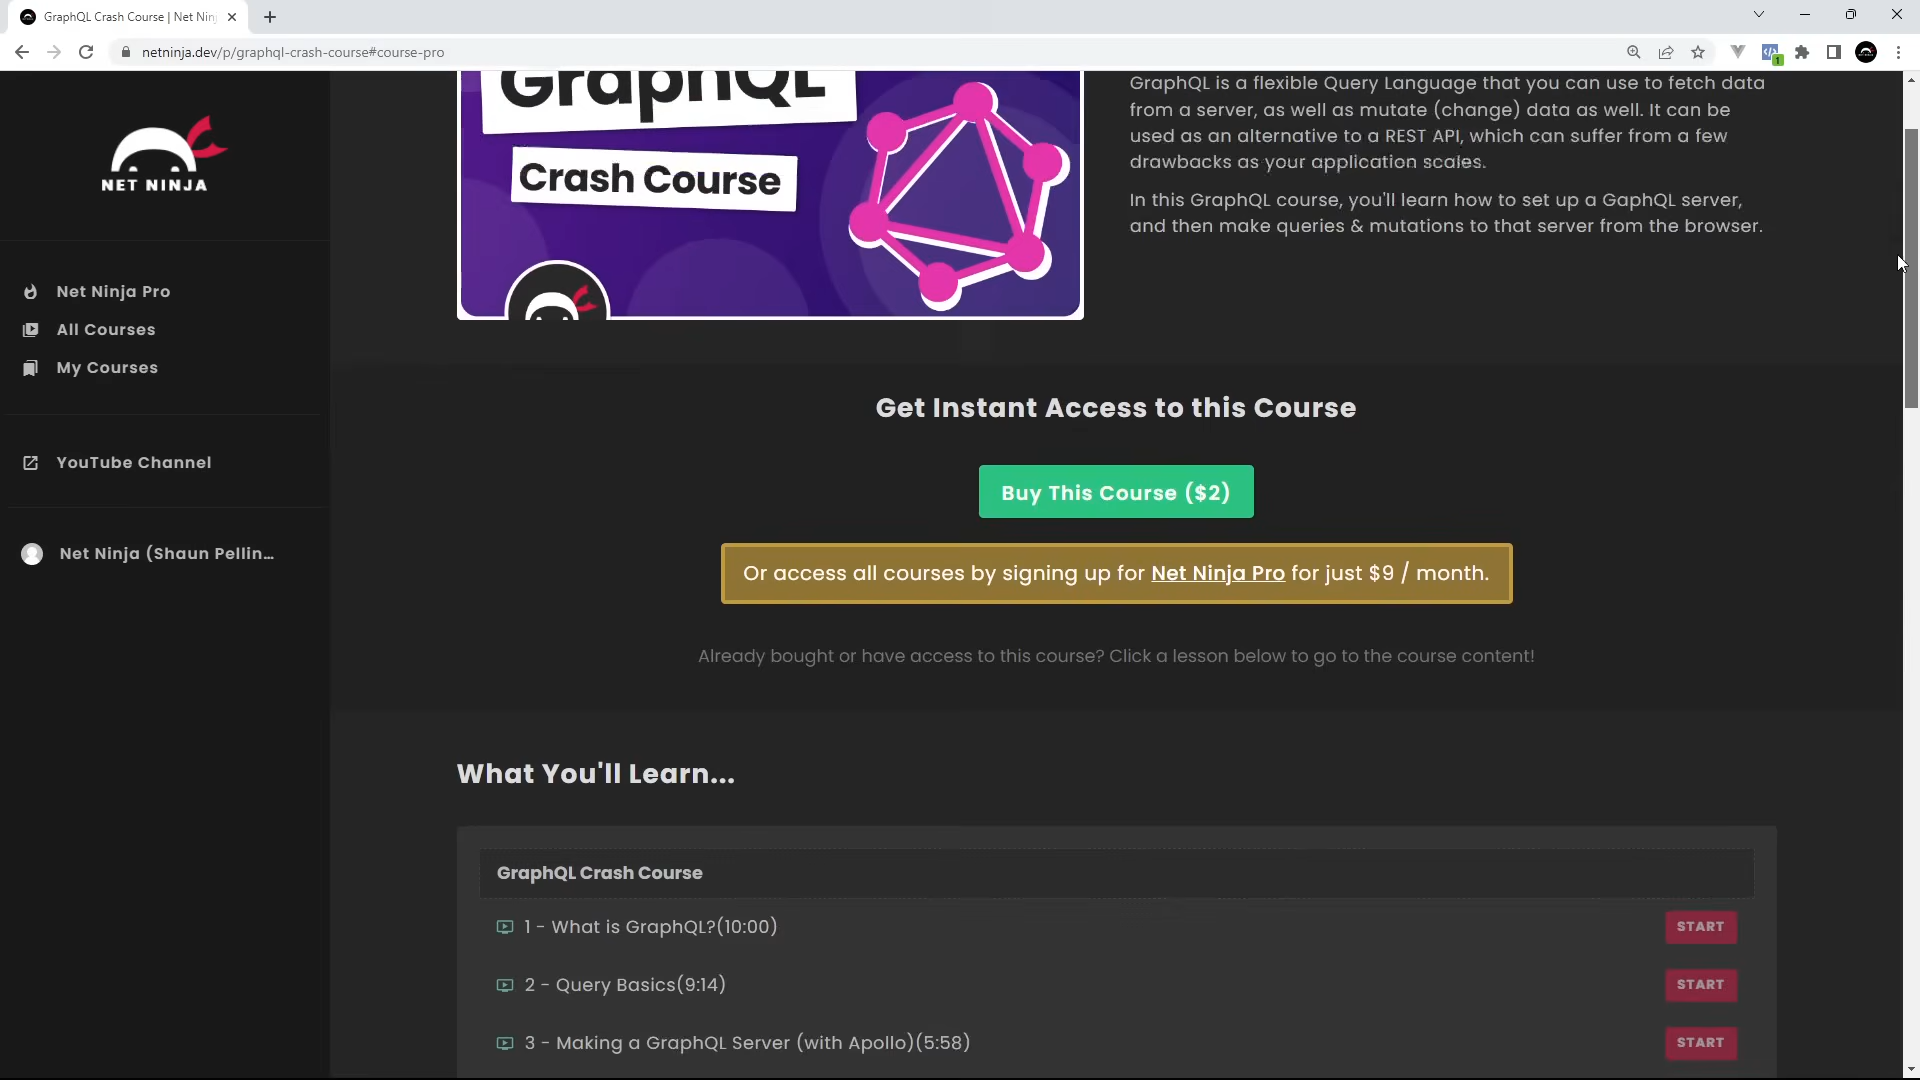 GraphQL Crash Course | Net Nin
netninja.dev/p/graphql-crash-course#course-pro
1
NET NINJA
Net Ninja Pro
All Courses
My Courses
YouTube Channel
Net Ninja (Shaun Pellin...
GraphQL
Crash Course
GraphQL is a flexible Query Language that you can use to fetch data
from a server, as well as mutate (change) data as well. It can be
used as an alternative to a REST API, which can suffer from a few
drawbacks as your application scales.
In this GraphQL course, you'll learn how to set up a GaphQL server,
and then make queries & mutations to that server from the browser.
Get Instant Access to this Course
Buy This Course ($2)
Or access all courses by signing up for Net Ninja Pro for just $9 / month.
Already bought or have access to this course? Click a lesson below to go to the course content!
What You'll Learn...
GraphQL Crash Course
1 - What is GraphQL?(10:00)
START
2 - Query Basics(9:14)
START
3 - Making a GraphQL Server (with Apollo)(5:58)
START